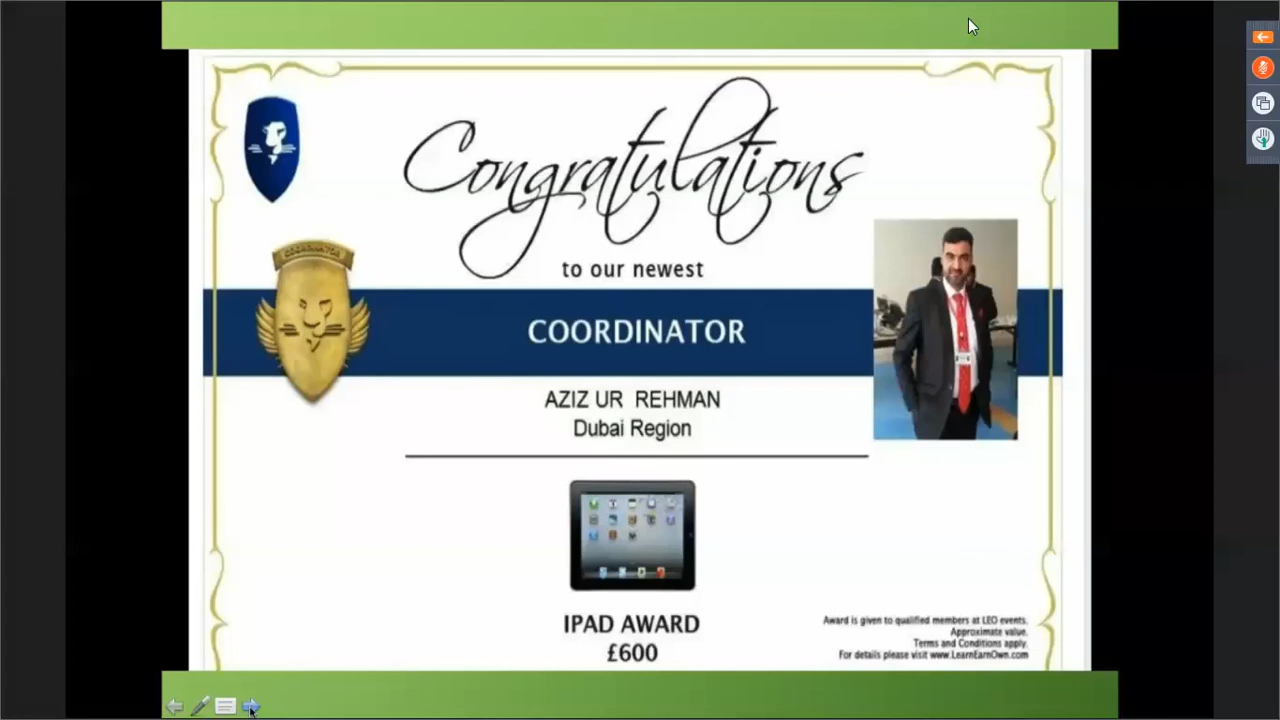 Congratulations
to our newest
COORDINATOR
COORDINATOR
AZIZ UR REHMAN
Dubai Region
IPAD AWARD
£600
Award is given to qualified members at LEO events.
Approximate value.
Terms and Conditions apply.
For details please visit www.LearnEarnOwn.com